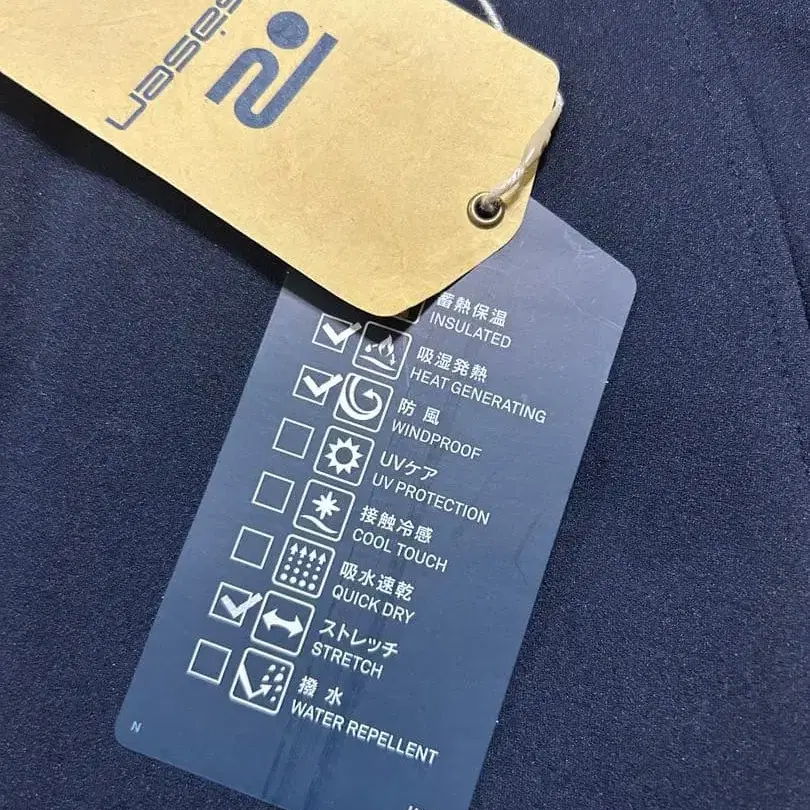 蓄熱保温
INSULATED
吸湿発熱
HEAT GENERATING
防風
WINDPROOF
UVケア
UV PROTECTION
接触冷感
COOL TOUCH
吸水速乾
QUICK DRY
ストレッチ
STRETCH
撥水
WATER REPELLENT
N